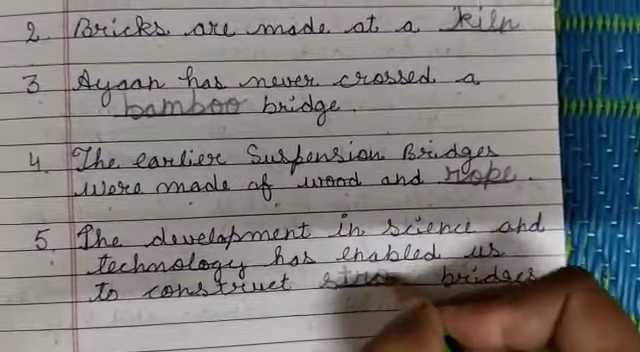 2. Bricks are made at a kiln
3 Ayaan has never crossed a
bamboo bridge.
4. The earlier Suspension Bridges
were made of wood and rope.
5. The development in science and
technology has enabled us
to construct bridges